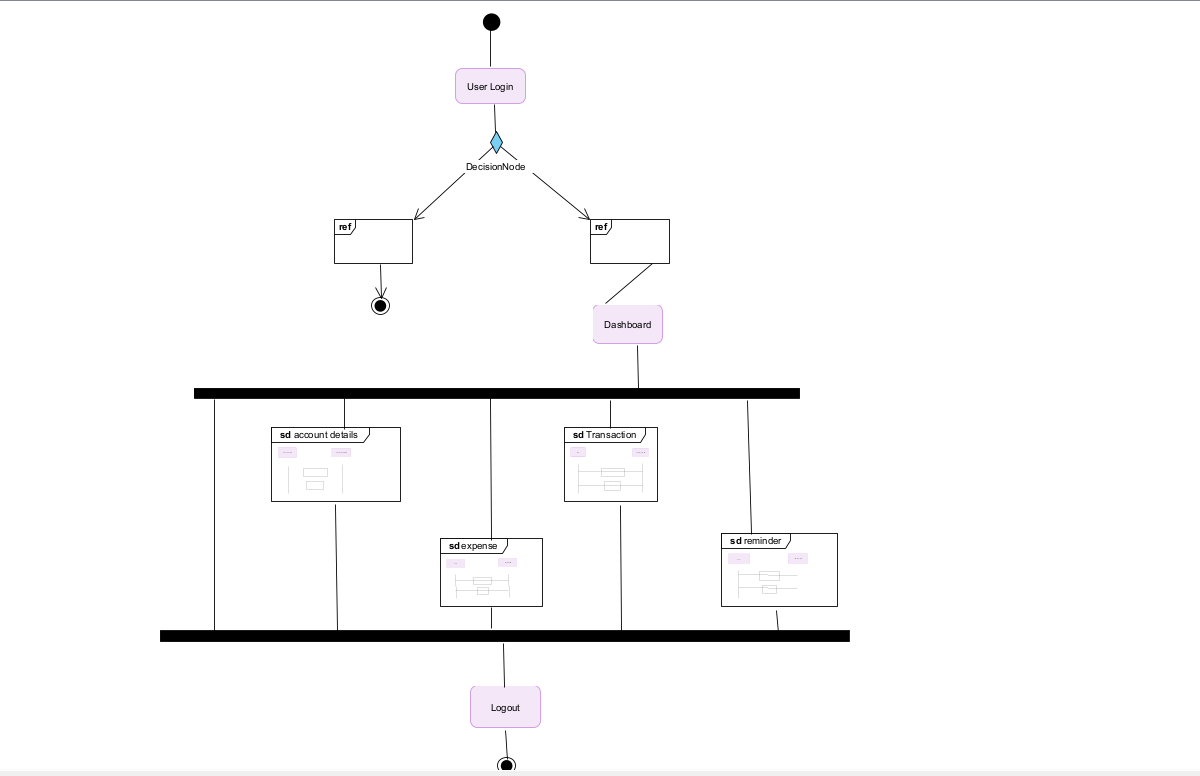 User Login
DecisionNode
ref
ref
Dashboard
sd account details
sd Transaction
sd expense
sd reminder
Logout